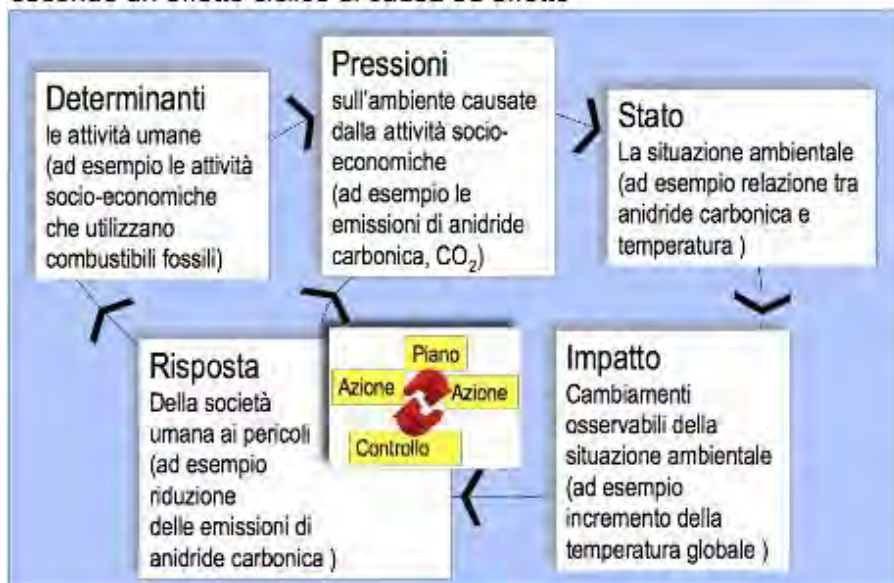 Determinanti
le attività umane
(ad esempio le attività
socio-economiche
che utilizzano
combustibili fossili)
Pressioni
sull'ambiente causate
dalla attività socio-
economiche
(ad esempio le
emissioni di anidride
carbonica, CO₂)
Stato
La situazione ambientale
(ad esempio relazione tra
anidride carbonica e
temperatura )
Impatto
Cambiamenti
osservabili della
situazione ambientale
(ad esempio
incremento della
temperatura globale )
Risposta
Della società
umana ai pericoli
(ad esempio
riduzione
delle emissioni di
anidride carbonica )
Piano
Azione
Azione
Controllo